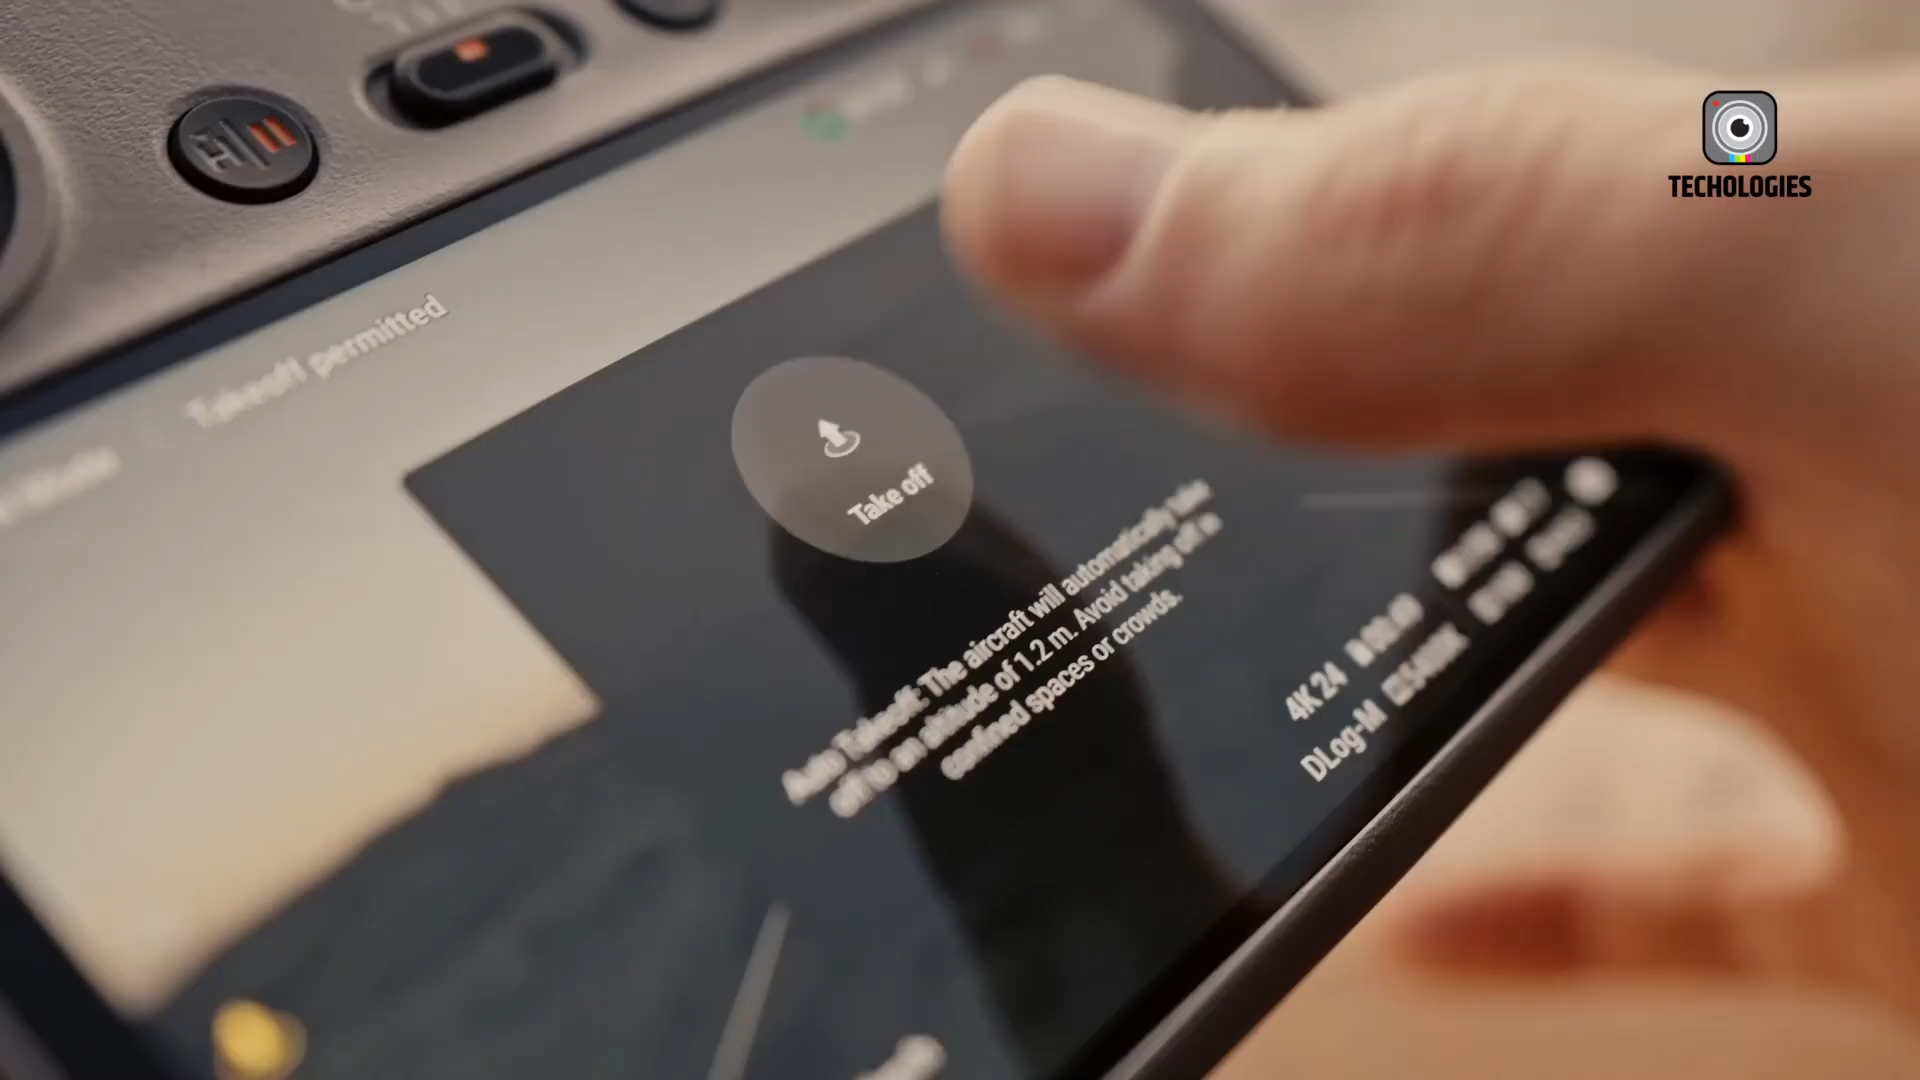 TECHOLOGIES
Takeoff permitted
Take off
Auto Takeoff: The aircraft will automatically take
off to an altitude of 1.2 m. Avoid taking off in
confined spaces or crowds.
4K 24
DLog-M 5400K